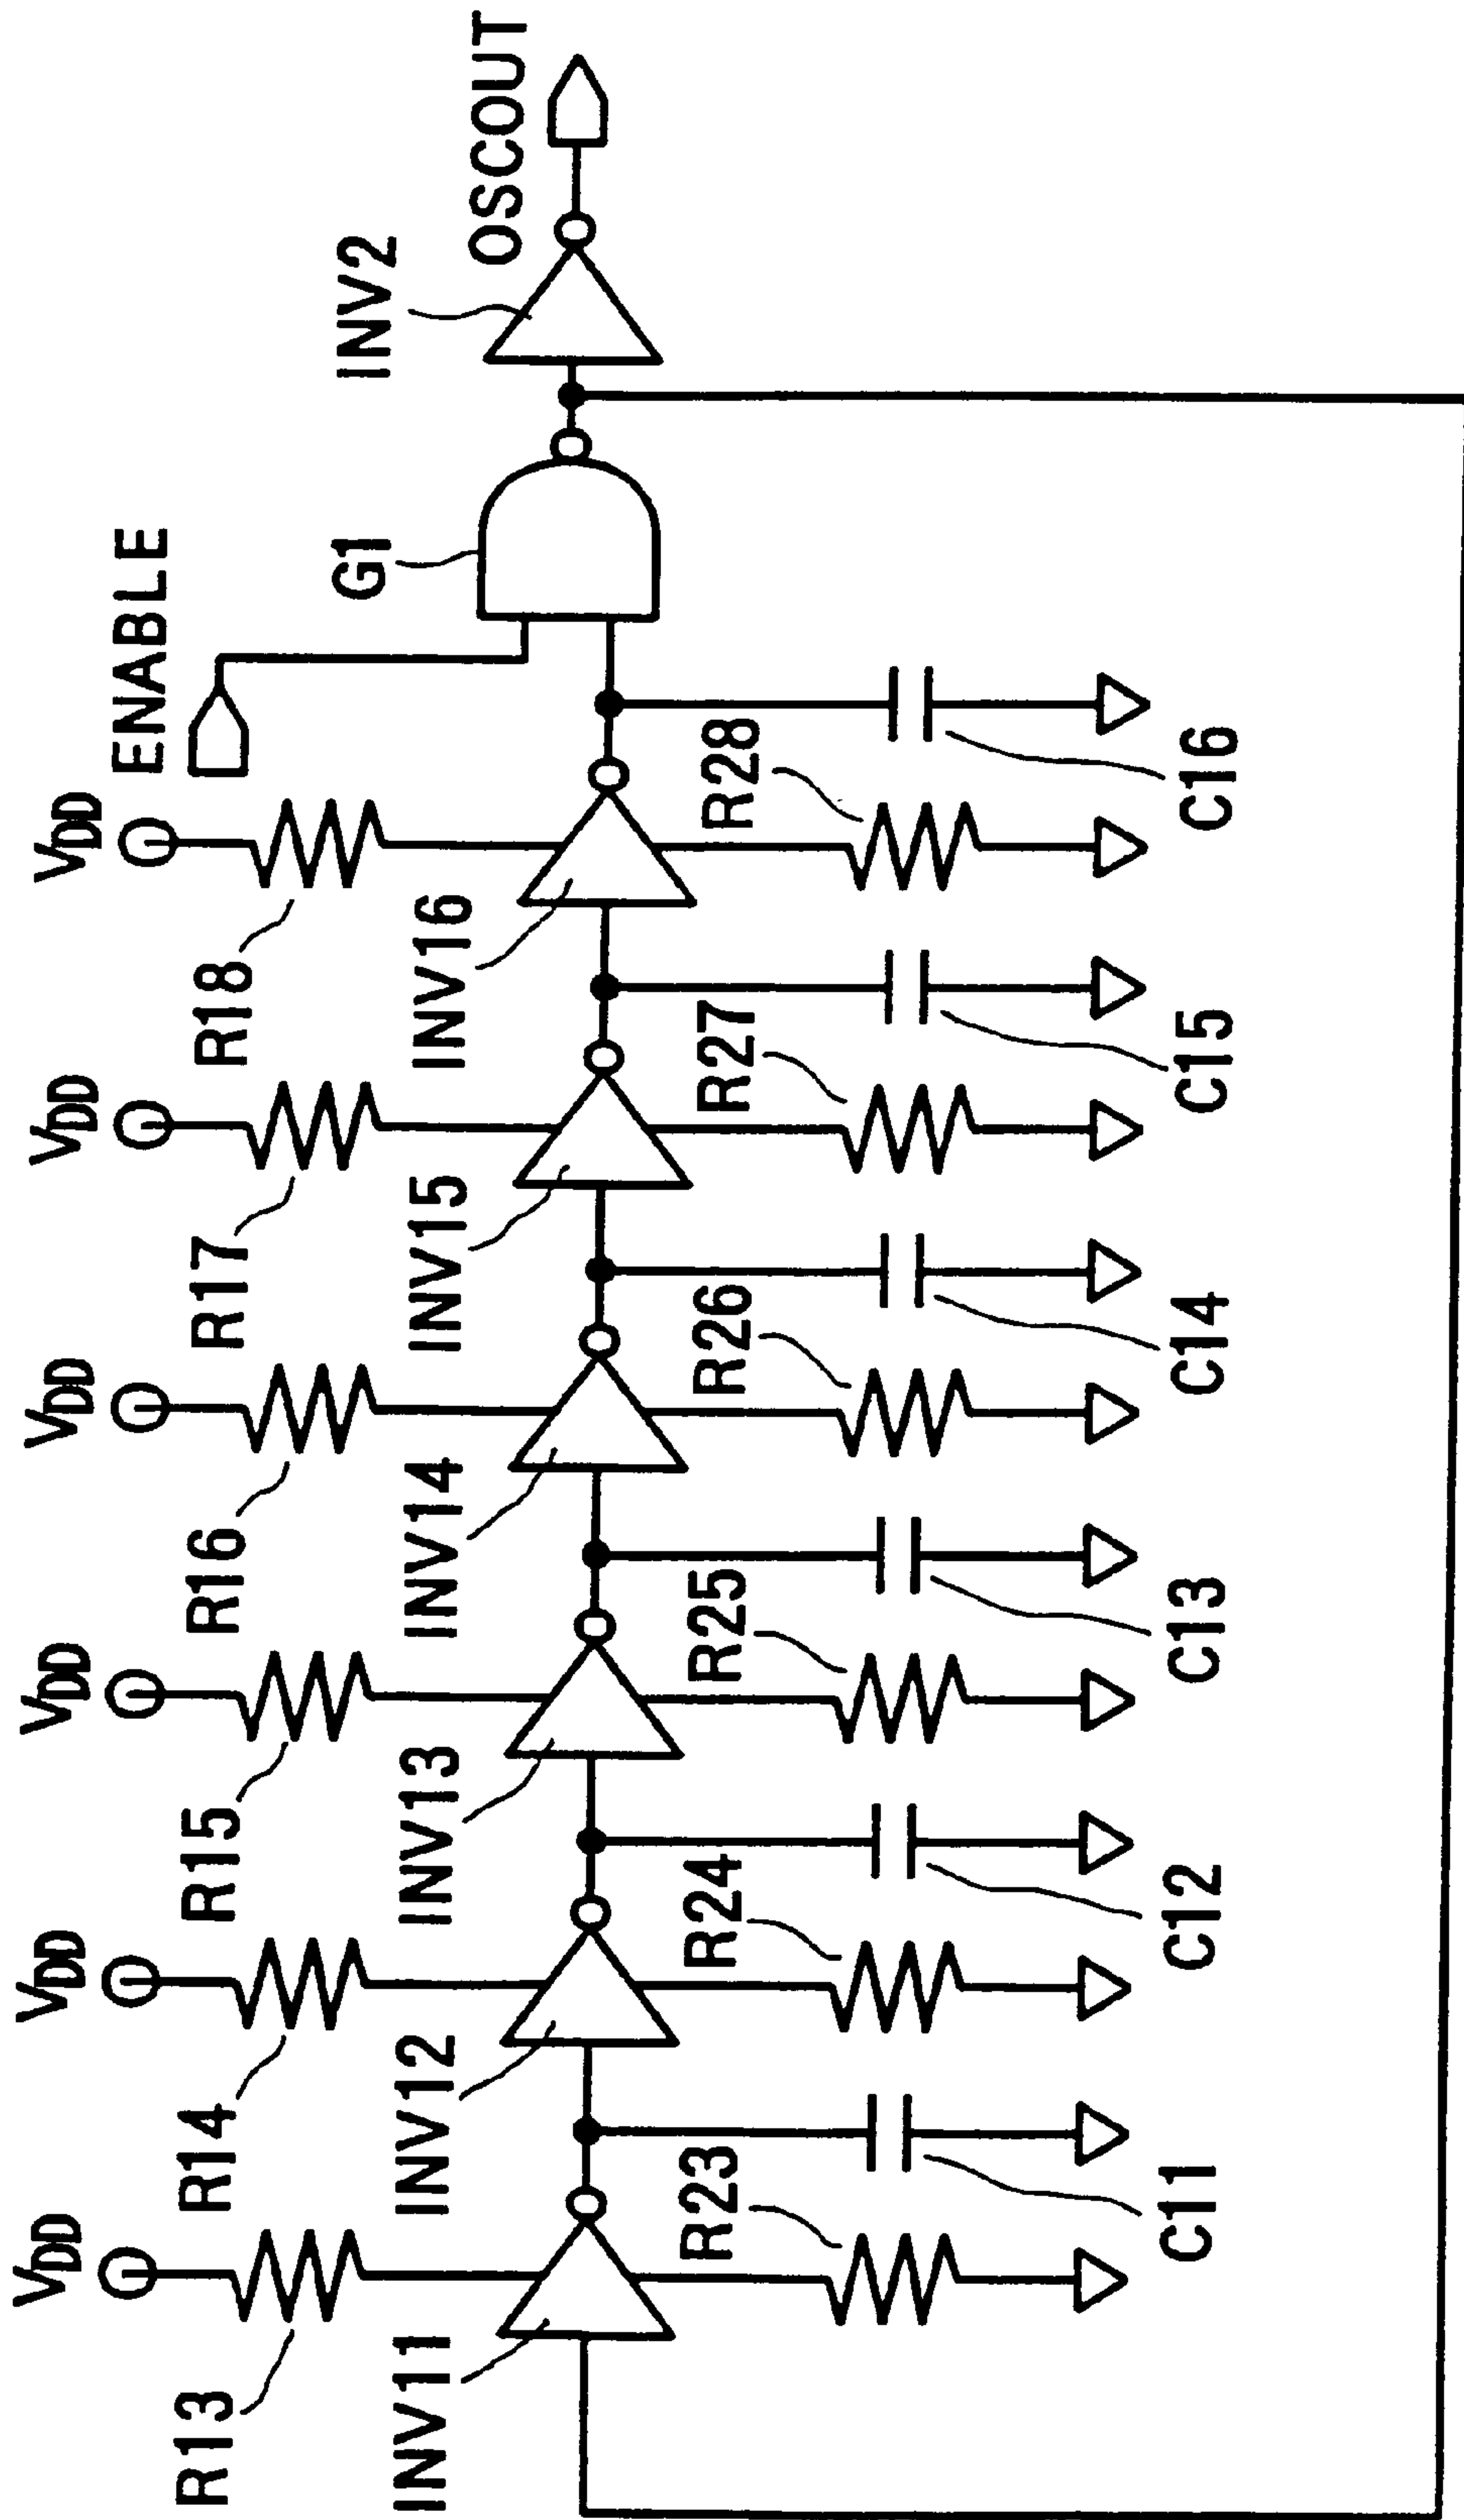 VDD VDD VDD VDD VDD VDD
ENABLE
R13 R14 R15 R16 R17 R18
G1
INV2
INV11 INV12 INV13 INV14 INV15 INV16
OSCOUT
R23 R24 R25 R26 R27 R28
C11 C12 C13 C14 C15 C16